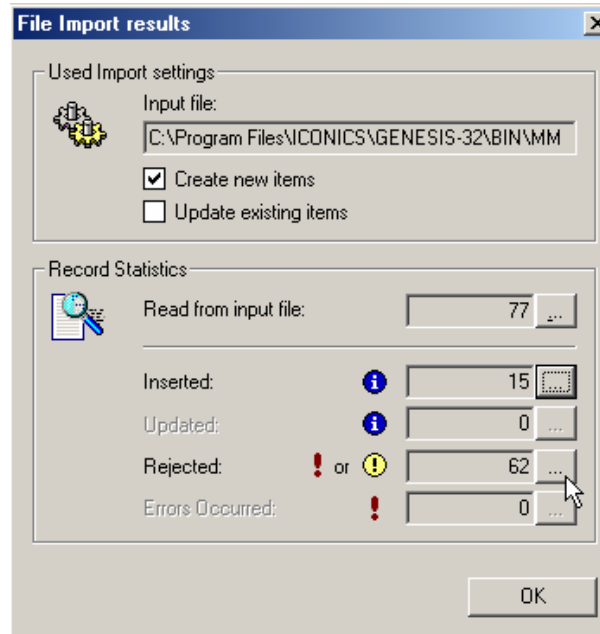 File Import results
Used Import settings
Input file:
C:\Program Files\ICONICS\GENESIS-32\BIN\MM
Create new items
Update existing items
Record Statistics
Read from input file: 77 ...
Inserted: 15 ...
Updated: 0 ...
Rejected: ! or ! 62 ...
Errors Occurred: ! 0 ...
OK